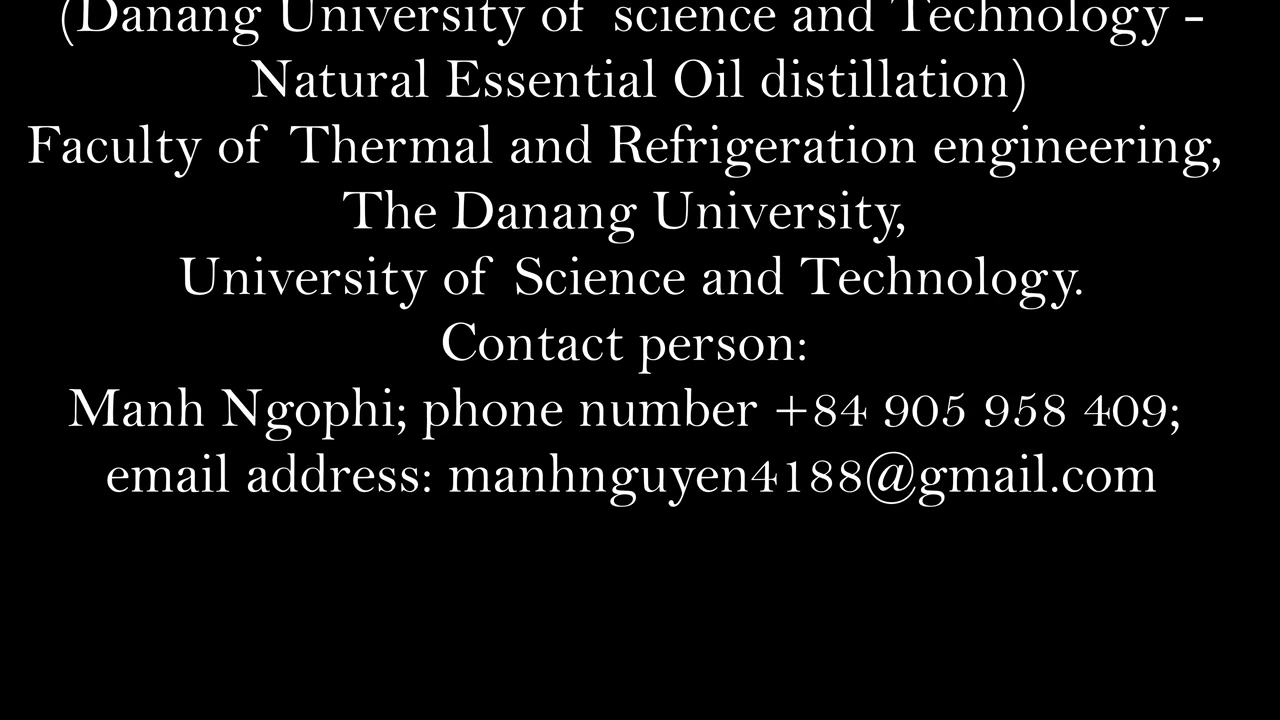 (Danang University of science and Technology -
Natural Essential Oil distillation)
Faculty of Thermal and Refrigeration engineering,
The Danang University,
University of Science and Technology.
Contact person:
Manh Ngophi; phone number +84 905 958 409;
email address: manhnguyen4188@gmail.com